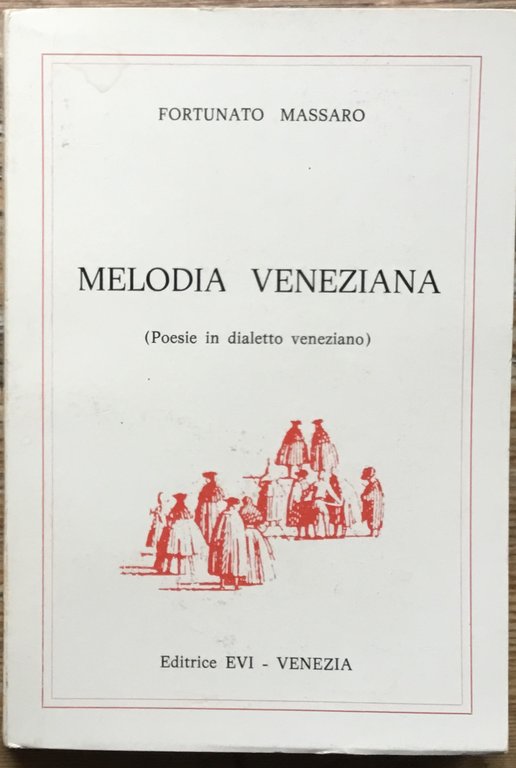 FORTUNATO MASSARO
MELODIA VENEZIANA
(Poesie in dialetto veneziano)
Editrice EVI - VENEZIA